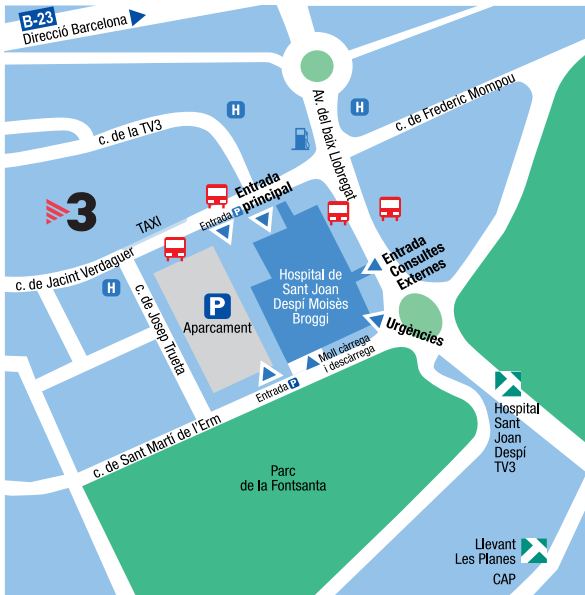 B-23
Direcció Barcelona
H
H
c. de la TV3
Av. del baix Llobregat
c. de Frederic Mompou
3
TAXI
Entrada
principal
Entrada P
c. de Jacint Verdaguer
H
c. de Josep Trueta
P
Aparcament
Hospital de
Sant Joan
Despí Moisès
Broggi
Entrada
Consultes
Externes
Urgències
Moll càrrega
i descàrrega
Entrada P
c. de Sant Martí de l'Erm
Parc
de la Fontsanta
Hospital
Sant
Joan
Despí
TV3
Llevant
Les Planes
CAP